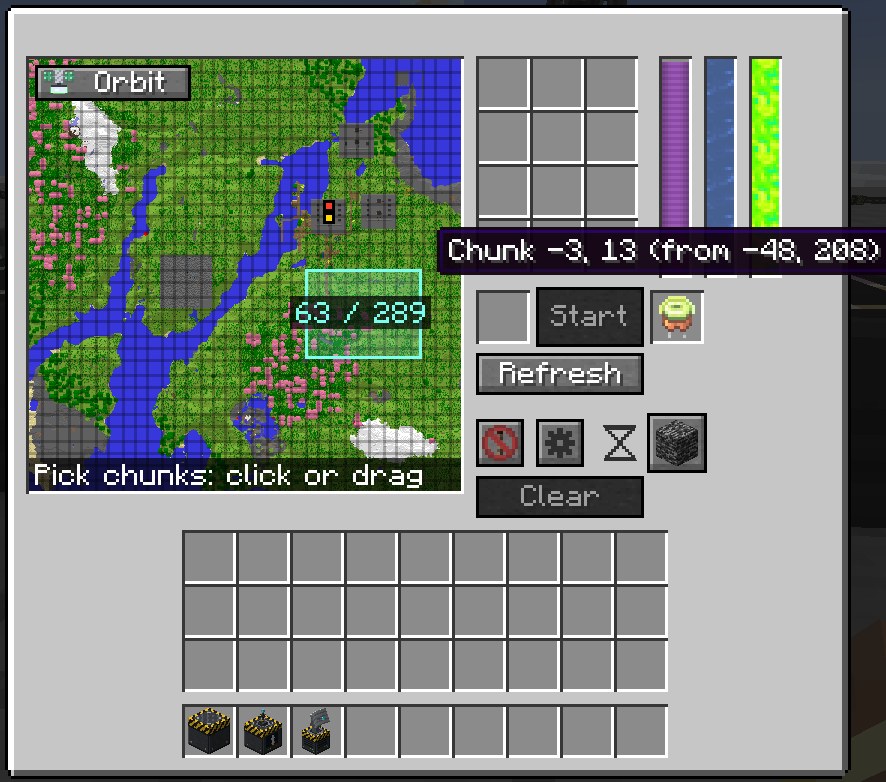 Orbit
Chunk -3, 13 (from -48, 208)
63 / 289
Start
Refresh
Pick chunks: click or drag
Clear